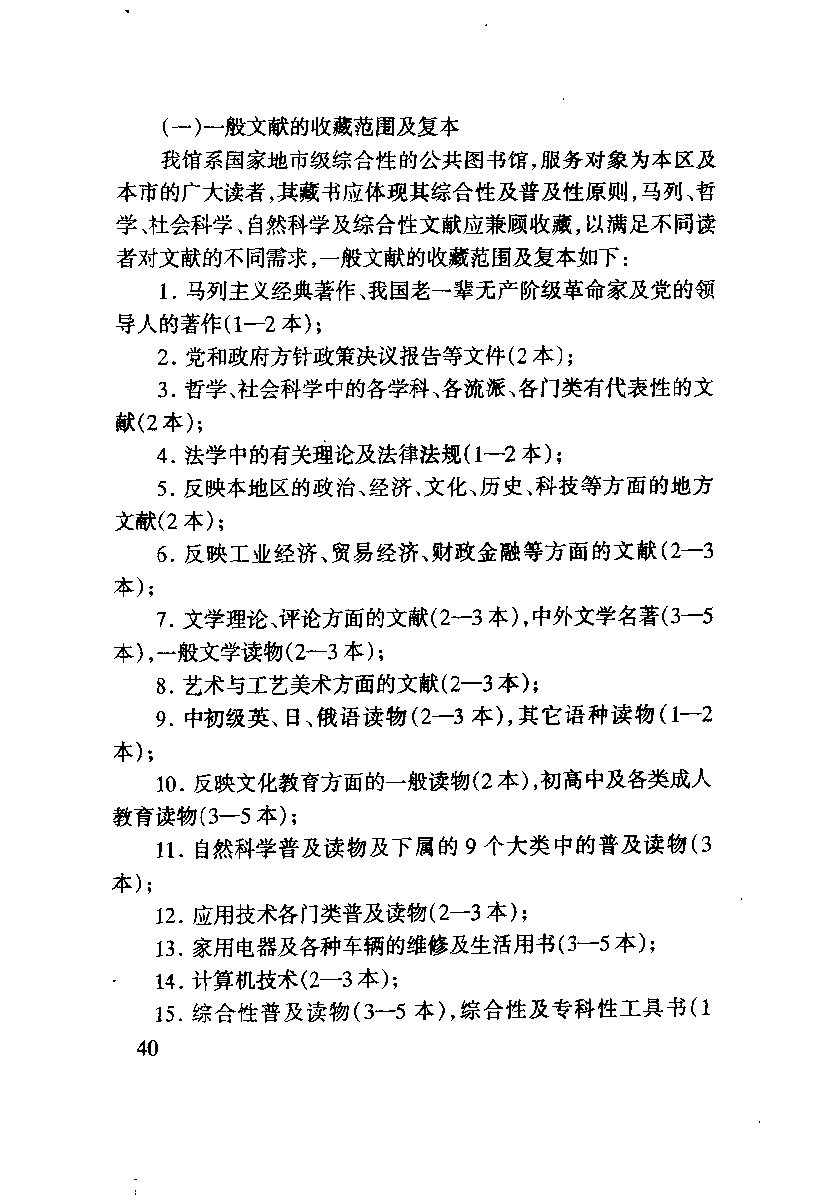 (一)一般文献的收藏范围及复本
我馆系国家地市级综合性的公共图书馆,服务对象为本区及
本市的广大读者,其藏书应体现其综合性及普及性原则,马列、哲
学、社会科学、自然科学及综合性文献应兼顾收藏,以满足不同读
者对文献的不同需求,一般文献的收藏范围及复本如下:
1. 马列主义经典著作、我国老一辈无产阶级革命家及党的领
导人的著作(1—2本);
2. 党和政府方针政策决议报告等文件(2本);
3. 哲学、社会科学中的各学科、各流派、各门类有代表性的文
献(2本);
4. 法学中的有关理论及法律法规(1—2本);
5. 反映本地区的政治、经济、文化、历史、科技等方面的地方
文献(2本);
6. 反映工业经济、贸易经济、财政金融等方面的文献(2—3
本);
7. 文学理论、评论方面的文献(2—3本),中外文学名著(3—5
本),一般文学读物(2—3本);
8. 艺术与工艺美术方面的文献(2—3本);
9. 中初级英、日、俄语读物(2—3本),其它语种读物(1—2
本);
10. 反映文化教育方面的一般读物(2本),初高中及各类成人
教育读物(3—5本);
11. 自然科学普及读物及下属的9个大类中的普及读物(3
本);
12. 应用技术各门类普及读物(2—3本);
13. 家用电器及各种车辆的维修及生活用书(3—5本);
14. 计算机技术(2—3本);
15. 综合性普及读物(3—5本),综合性及专科性工具书(1
40